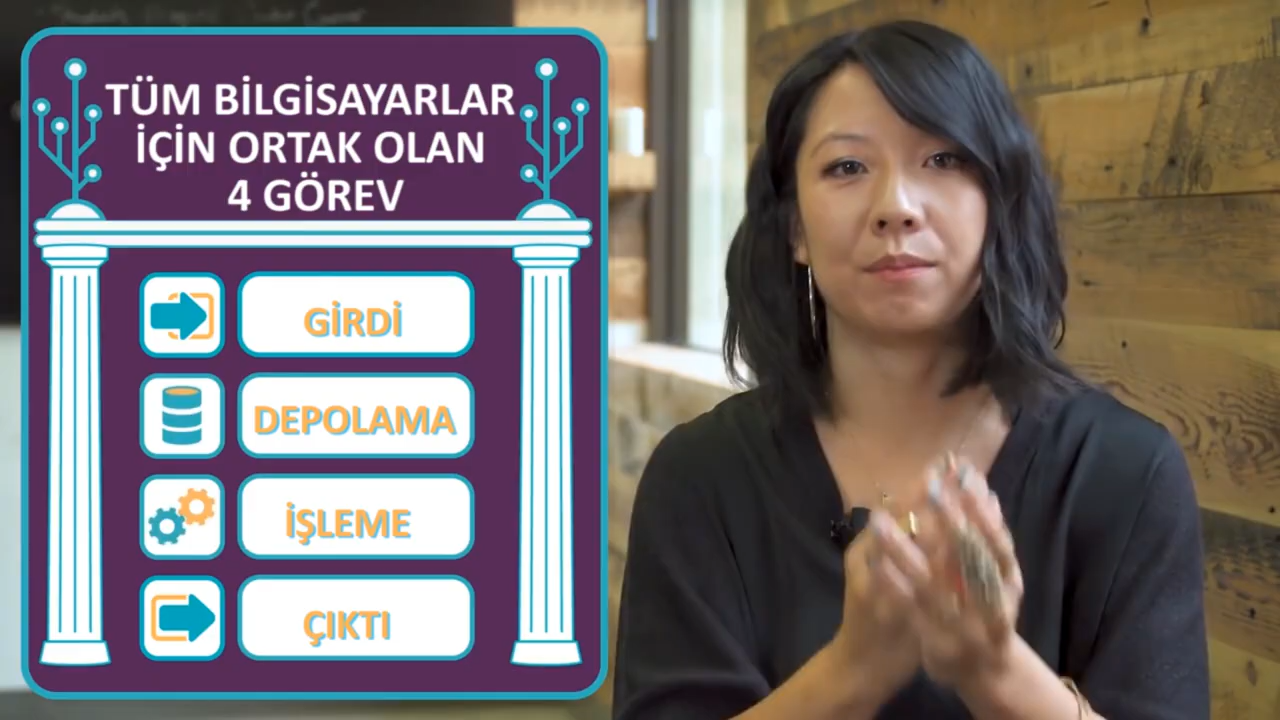 TÜM BİLGİSAYARLAR
İÇİN ORTAK OLAN
4 GÖREV
GİRDİ
DEPOLAMA
İŞLEME
ÇIKTI